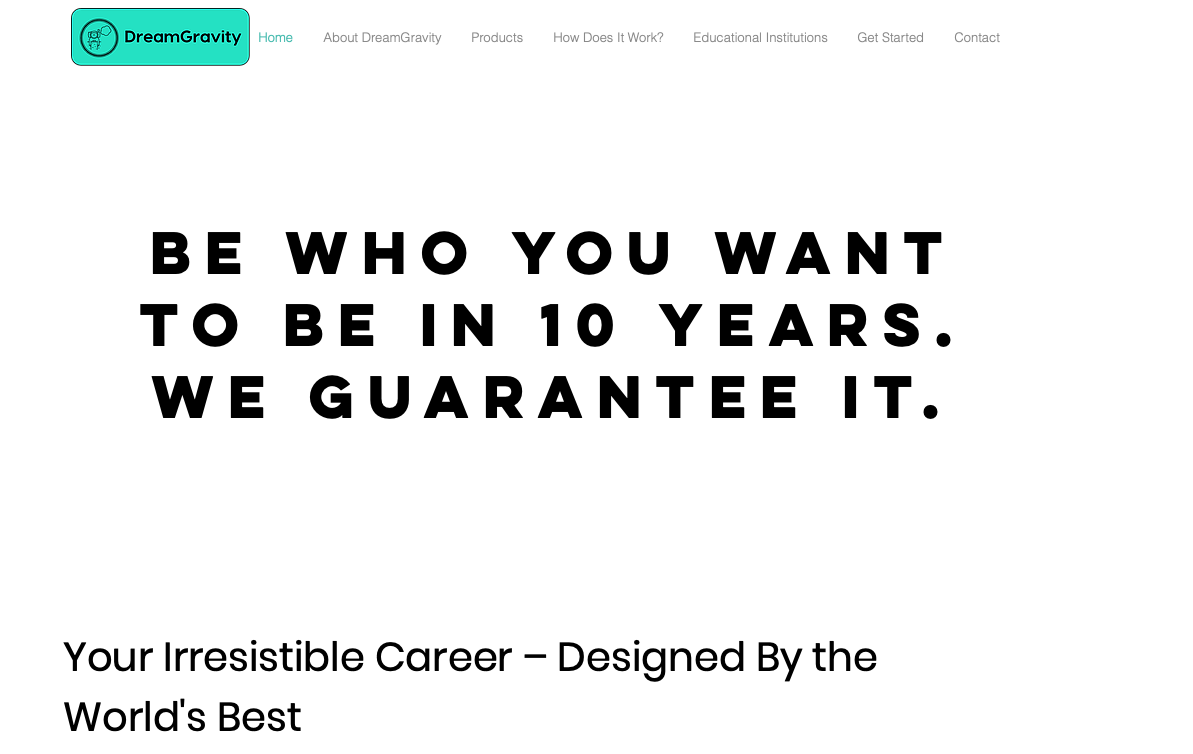 DreamGravity
Home About DreamGravity Products How Does It Work? Educational Institutions Get Started Contact
BE WHO YOU WANT
TO BE IN 10 YEARS.
WE GUARANTEE IT.
Your Irresistible Career – Designed By the
World's Best